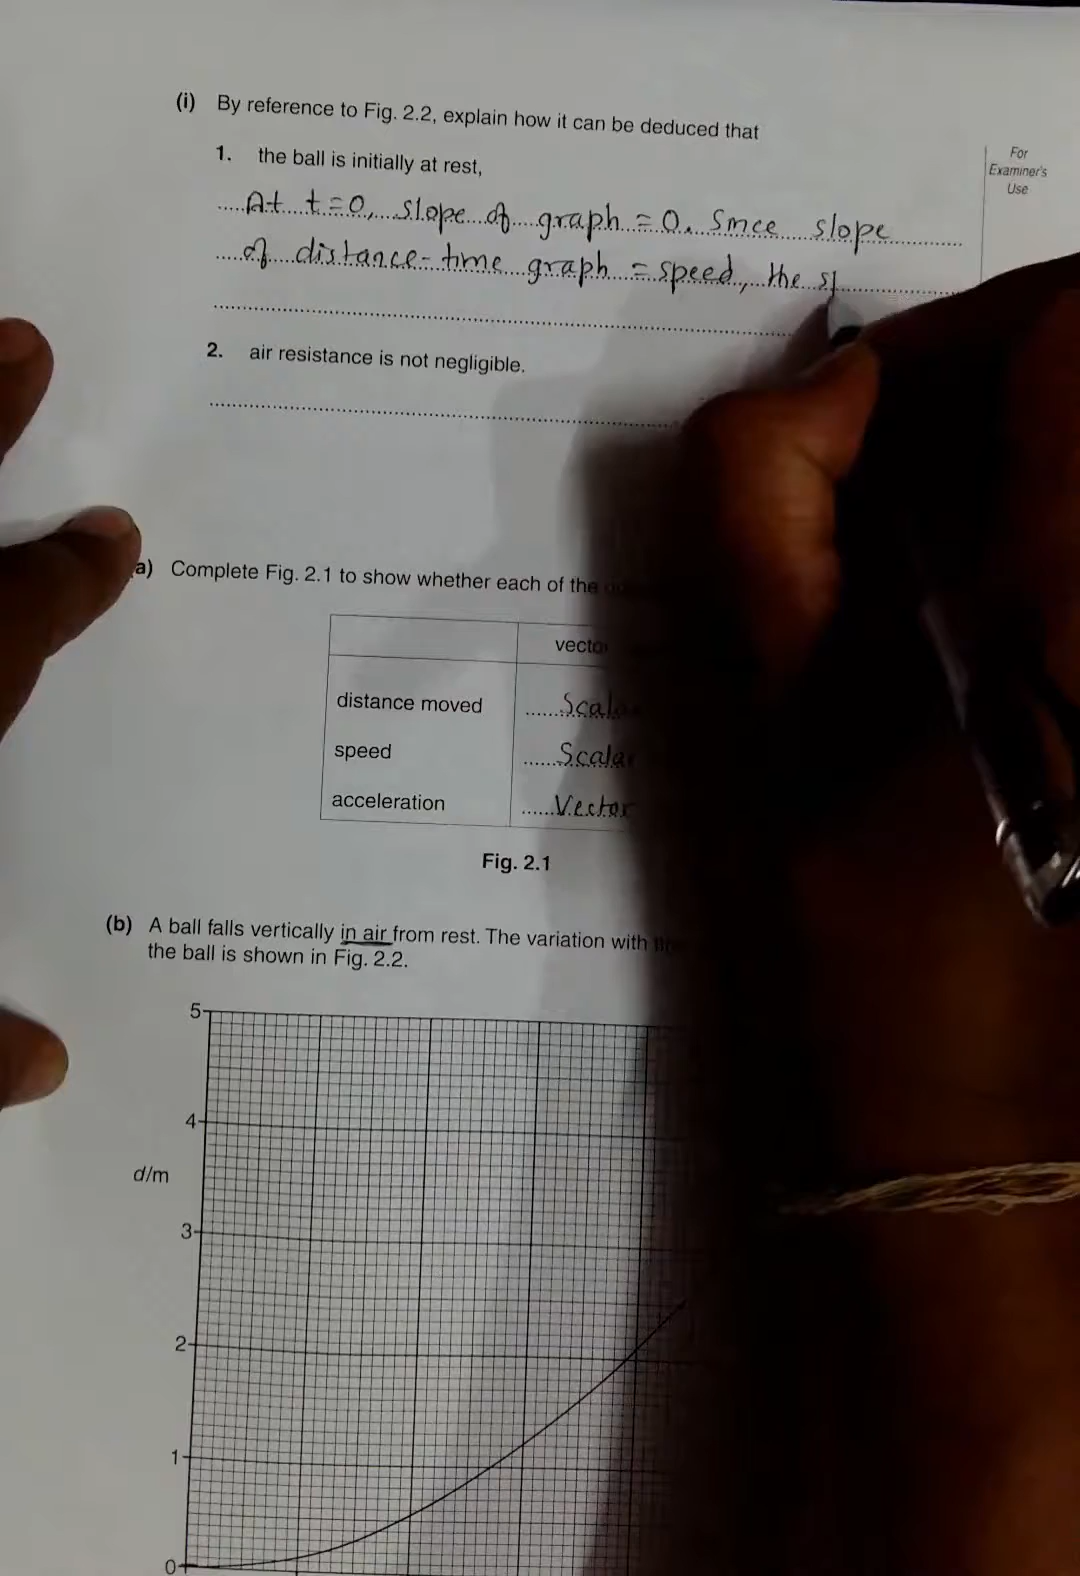 (i) By reference to Fig. 2.2, explain how it can be deduced that
For
Examiner's
Use
1. the ball is initially at rest,
At t=0, slope of graph = 0. Since slope
of distance-time graph = speed, the
2. air resistance is not negligible.
a) Complete Fig. 2.1 to show whether each of the
distance moved Scalar
speed Scalar
acceleration Vector
Fig. 2.1
(b) A ball falls vertically in air from rest. The variation with
the ball is shown in Fig. 2.2.
5
4
d/m
3
2
1
0